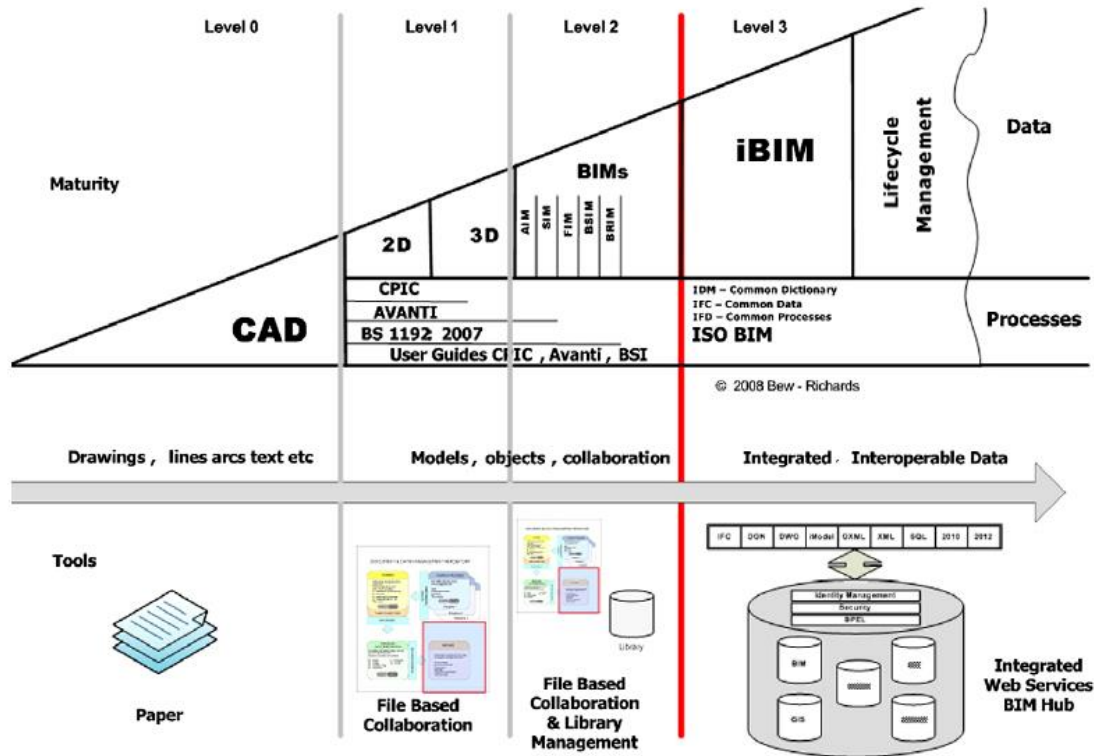 Level 0
Level 1
Level 2
Level 3
Maturity
Data
iBIM
Lifecycle
Management
BIMs
2D
3D
AIM
SIM
FIM
BSIM
BRIM
CAD
CPIC
AVANTI
BS 1192 2007
User Guides CPIC , Avanti , BSI
IDM – Common Dictionary
IFC – Common Data
IFD – Common Processes
ISO BIM
Processes
© 2008 Bew - Richards
Drawings , lines arcs text etc
Models , objects , collaboration
Integrated , Interoperable Data
Tools
Paper
File Based
Collaboration
Library
File Based
Collaboration
& Library
Management
IFC
DGN
DWG
iModel
GXML
XML
SQL
2010
2012
Identity Management
Security
BPEL
BIM
GIS
Integrated
Web Services
BIM Hub